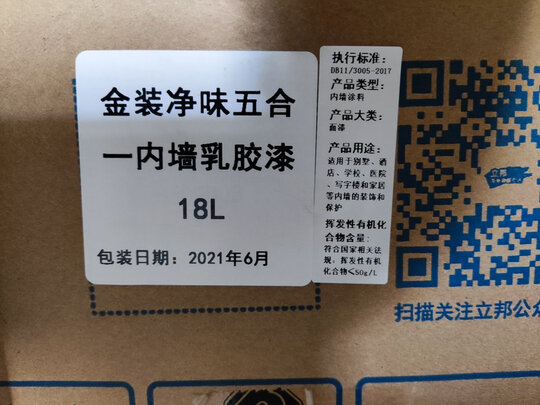 金装净味五合
一内墙乳胶漆
18L
包装日期：2021年6月
执行标准：
DB11/3005-2017
产品类型：
内墙涂料
产品大类：
面漆
产品用途：
适用于别墅、酒
店、学校、医院
、写字楼和家居
等内墙的装饰和
保护
挥发性有机化
合物含量：
符合国家相关法
规：挥发性有机
化合物≤50g/L
立邦
扫描关注立邦公众